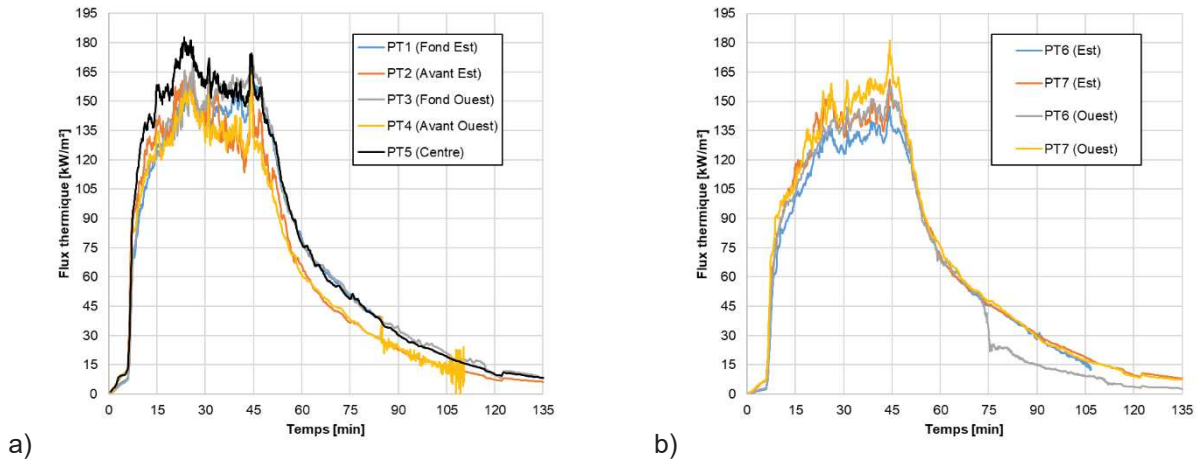 Flux thermique [kW/m²]
195
180
165
150
135
120
105
90
75
60
45
30
15
0
PT1 (Fond Est)
PT2 (Avant Est)
PT3 (Fond Ouest)
PT4 (Avant Ouest)
PT5 (Centre)
0 15 30 45 60 75 90 105 120 135
Temps [min]
a)
Flux thermique [kW/m²]
195
180
165
150
135
120
105
90
75
60
45
30
15
0
PT6 (Est)
PT7 (Est)
PT6 (Ouest)
PT7 (Ouest)
0 15 30 45 60 75 90 105 120 135
Temps [min]
b)